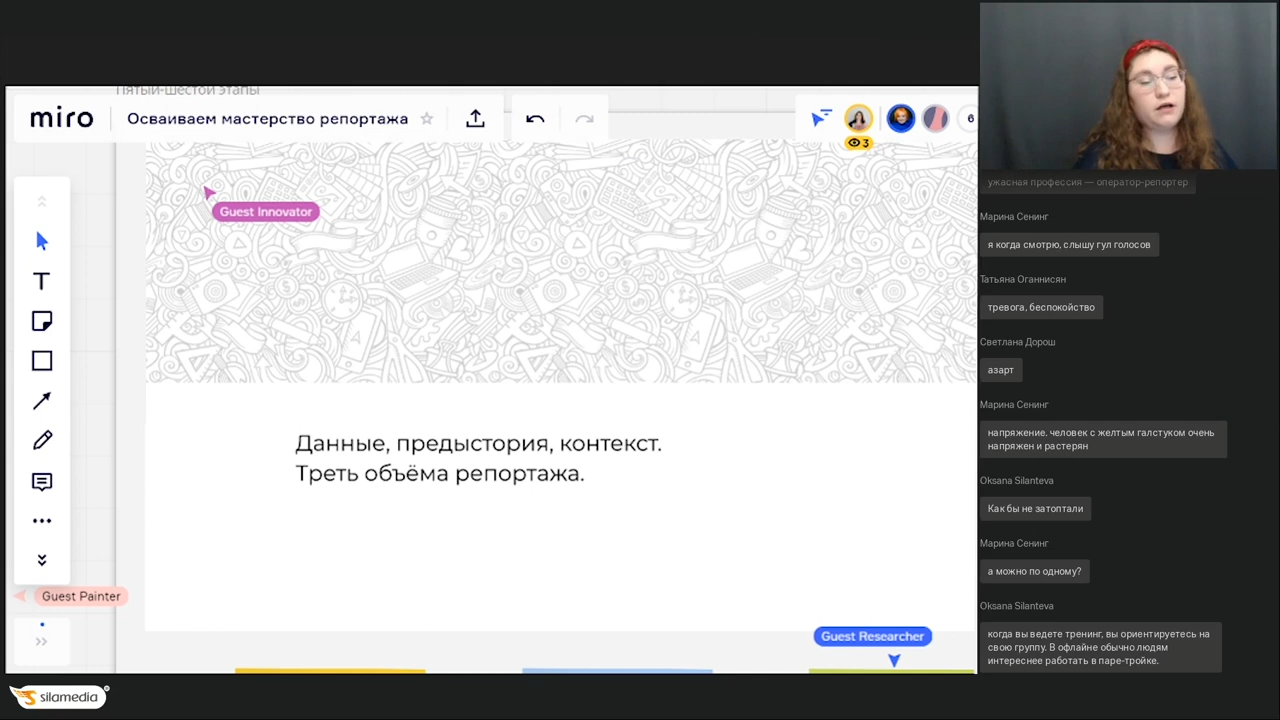 Пятый-шестой этапы
miro
Осваиваем мастерство репортажа
6
3
Guest Innovator
Данные, предыстория, контекст.
Треть объёма репортажа.
Guest Painter
Guest Researcher
silamedia
ужасная профессия — оператор-репортер
Марина Сенинг
я когда смотрю, слышу гул голосов
Татьяна Оганнисян
тревога, беспокойство
Светлана Дорош
азарт
Марина Сенинг
напряжение. человек с желтым галстуком очень
напряжен и растерян
Oksana Silanteva
Как бы не затоптали
Марина Сенинг
а можно по одному?
Oksana Silanteva
когда вы ведете тренинг, вы ориентируетесь на
свою группу. В офлайне обычно людям
интереснее работать в паре-тройке.